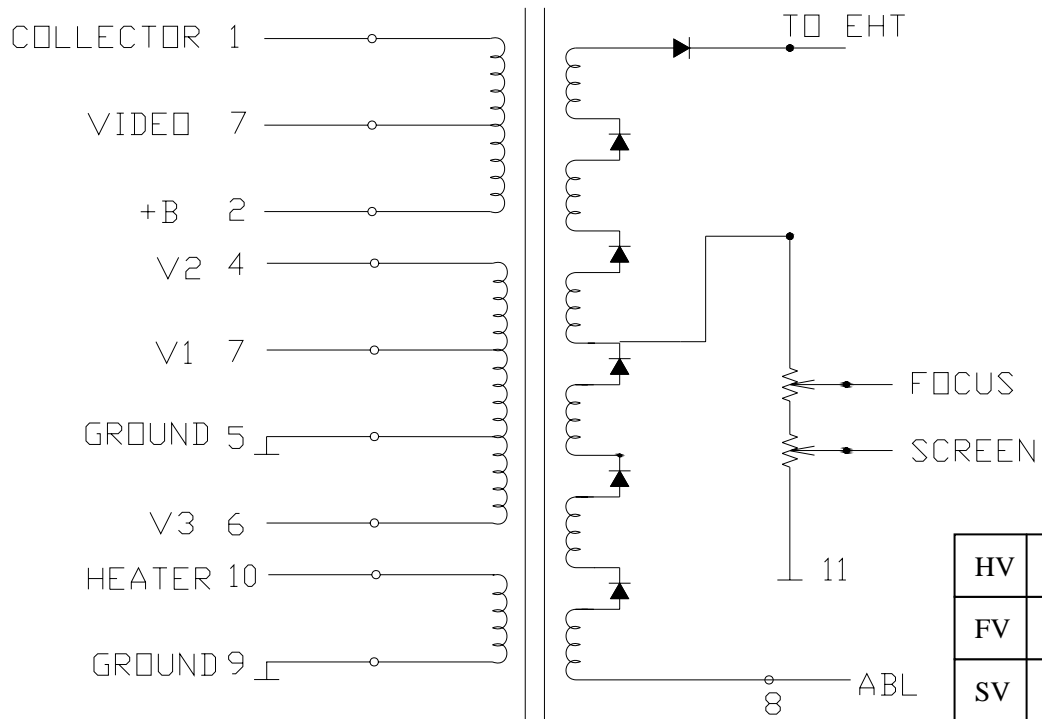 COLLECTOR 1
VIDEO 7
+B 2
V2 4
V1 7
GROUND 5
V3 6
HEATER 10
GROUND 9
TO EHT
FOCUS
SCREEN
11
ABL
8
HV
FV
SV